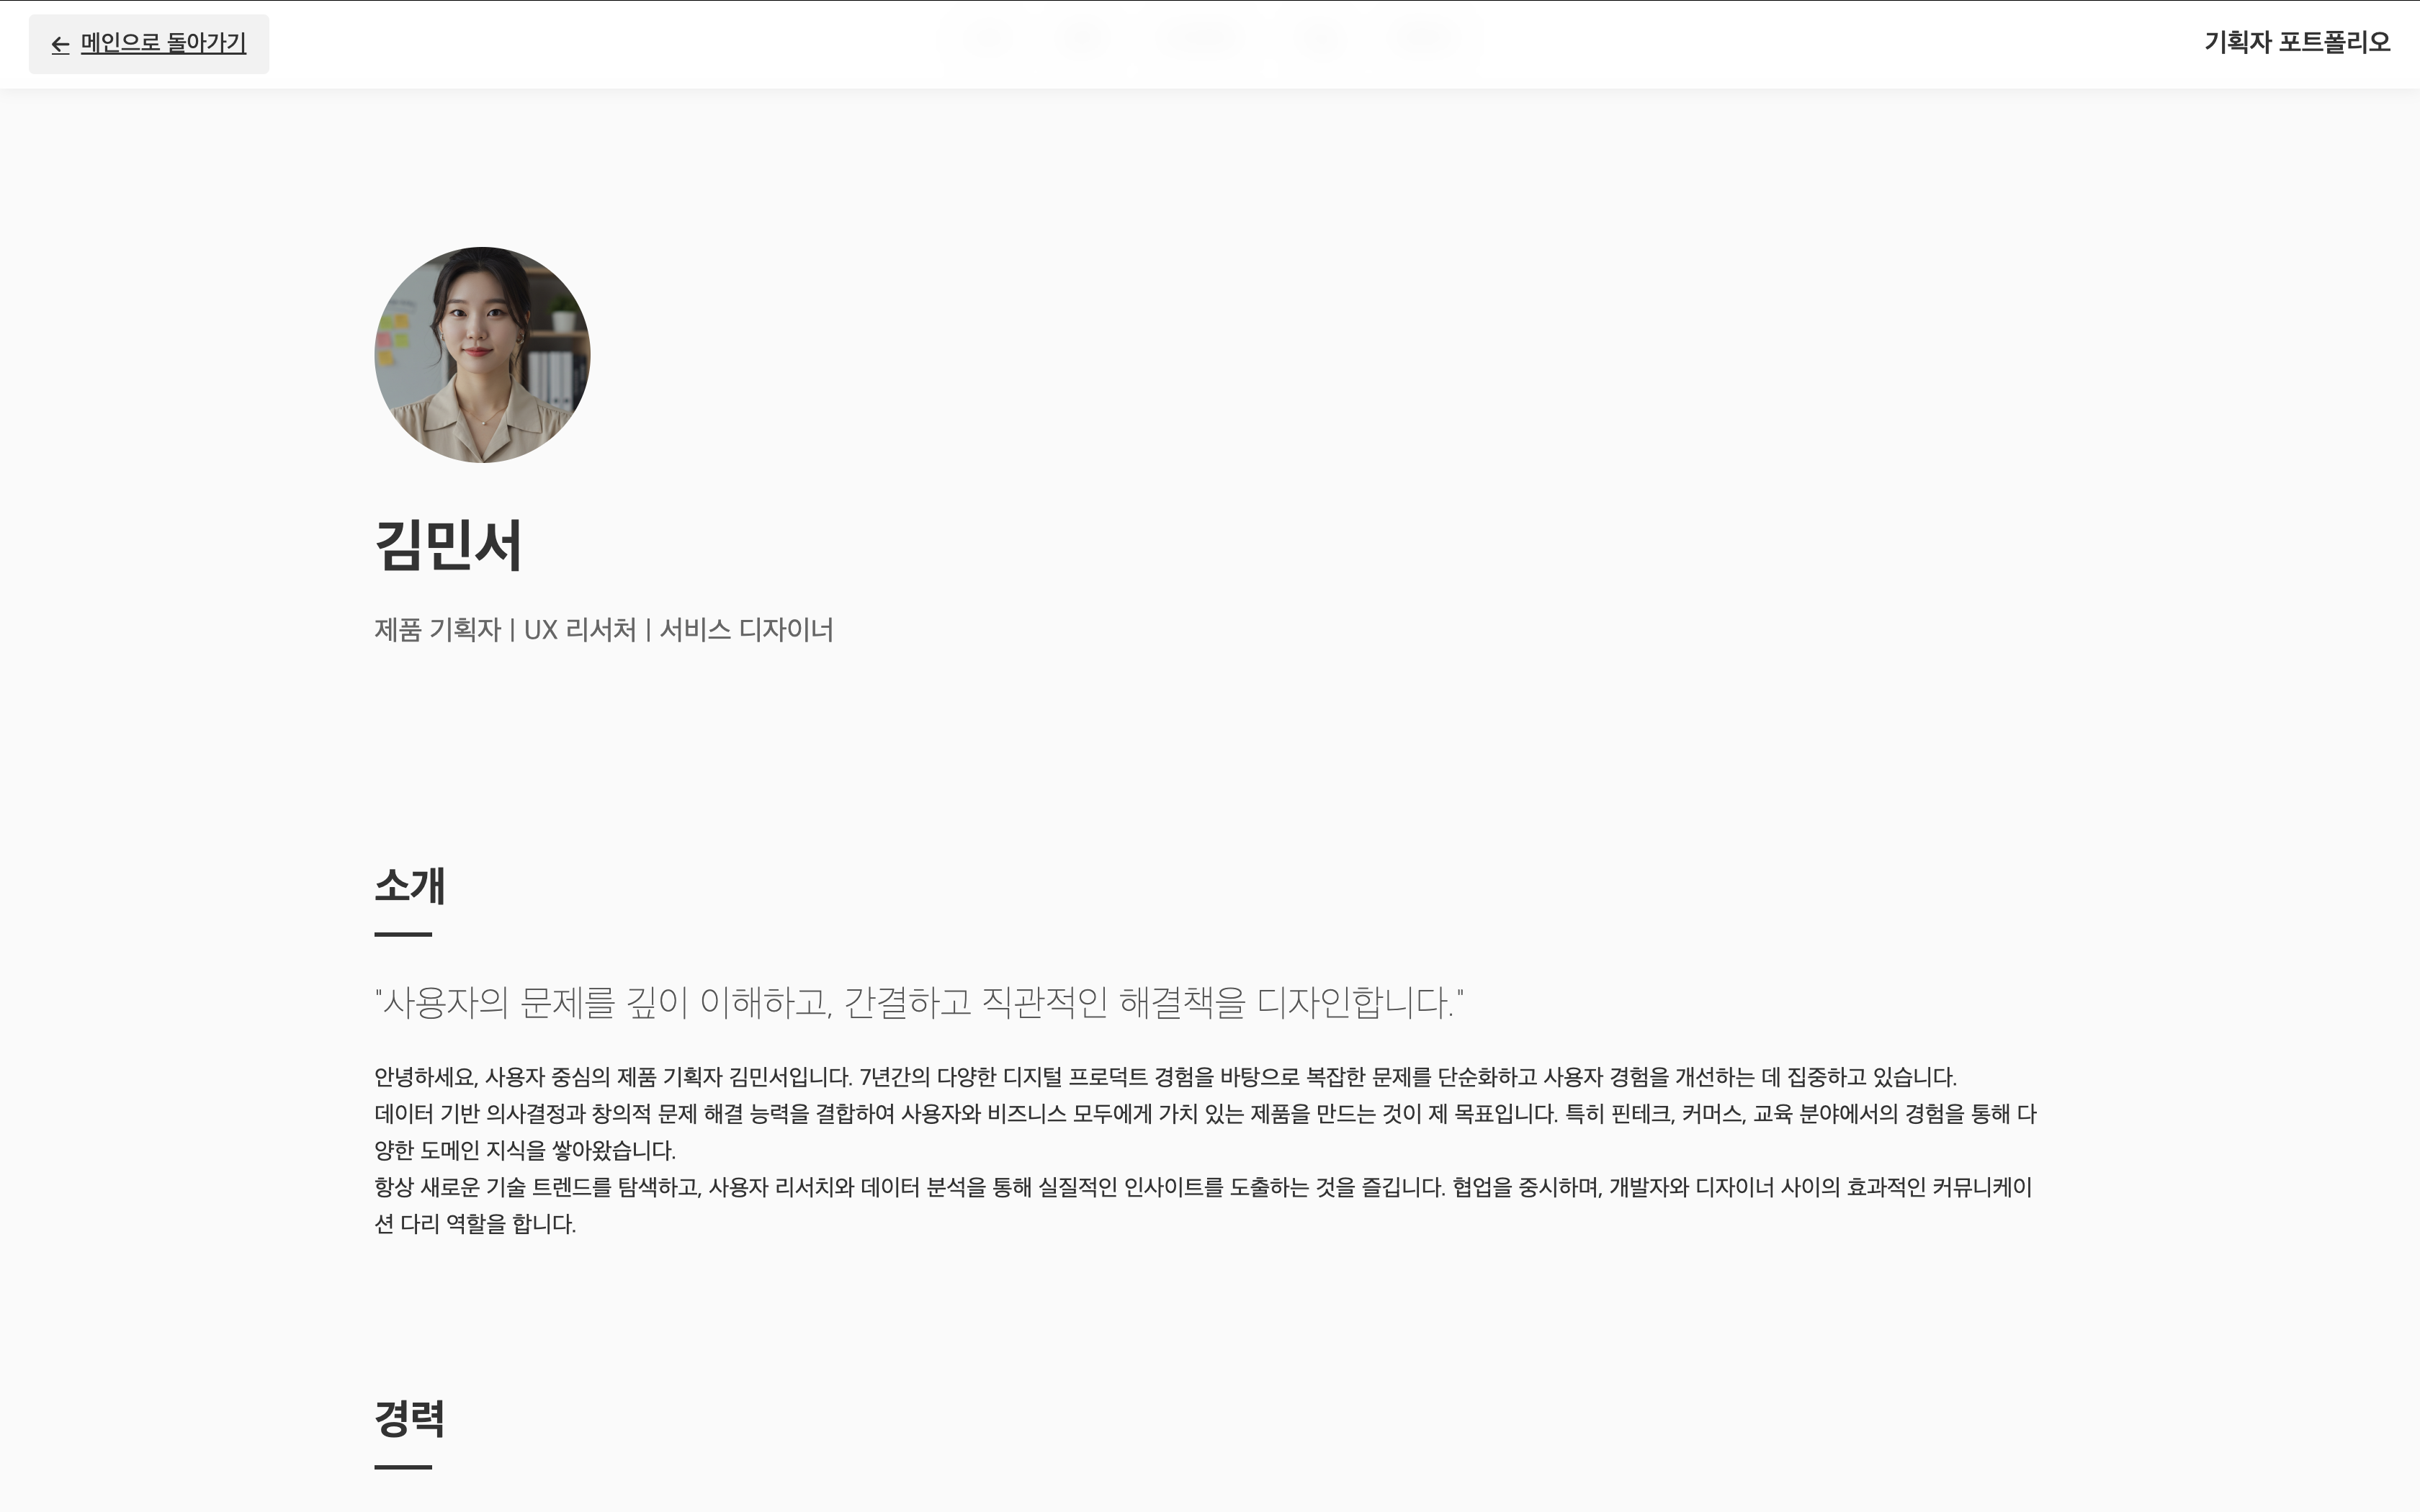 ← 메인으로 돌아가기
기획자 포트폴리오
김민서
제품 기획자 | UX 리서처 | 서비스 디자이너
소개
"사용자의 문제를 깊이 이해하고, 간결하고 직관적인 해결책을 디자인합니다."
안녕하세요, 사용자 중심의 제품 기획자 김민서입니다. 7년간의 다양한 디지털 프로덕트 경험을 바탕으로 복잡한 문제를 단순화하고 사용자 경험을 개선하는 데 집중하고 있습니다.
데이터 기반 의사결정과 창의적 문제 해결 능력을 결합하여 사용자와 비즈니스 모두에게 가치 있는 제품을 만드는 것이 제 목표입니다. 특히 핀테크, 커머스, 교육 분야에서의 경험을 통해 다
양한 도메인 지식을 쌓아왔습니다.
항상 새로운 기술 트렌드를 탐색하고, 사용자 리서치와 데이터 분석을 통해 실질적인 인사이트를 도출하는 것을 즐깁니다. 협업을 중시하며, 개발자와 디자이너 사이의 효과적인 커뮤니케이
션 다리 역할을 합니다.
경력